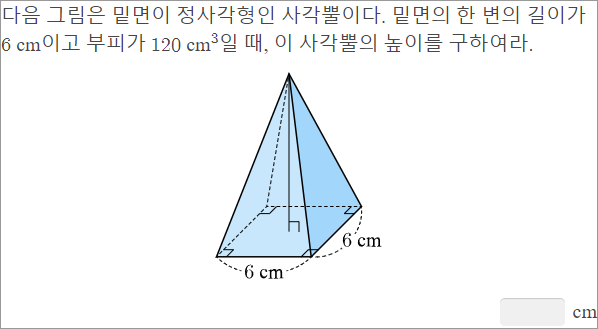 다음 그림은 밑면이 정사각형인 사각뿔이다. 밑면의 한 변의 길이가
6 cm이고 부피가 120 cm³일 때, 이 사각뿔의 높이를 구하여라.
6 cm
6 cm
cm